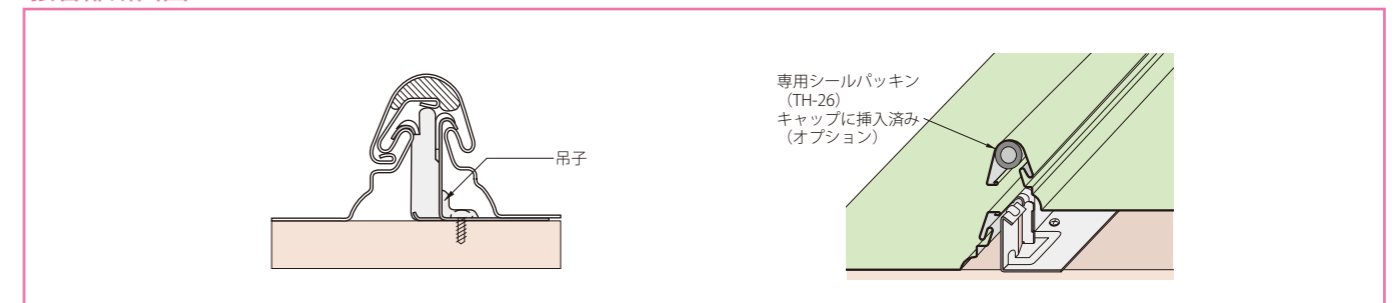 吊子
専用シールパッキン
（TH-26）
キャップに挿入済み
（オプション）